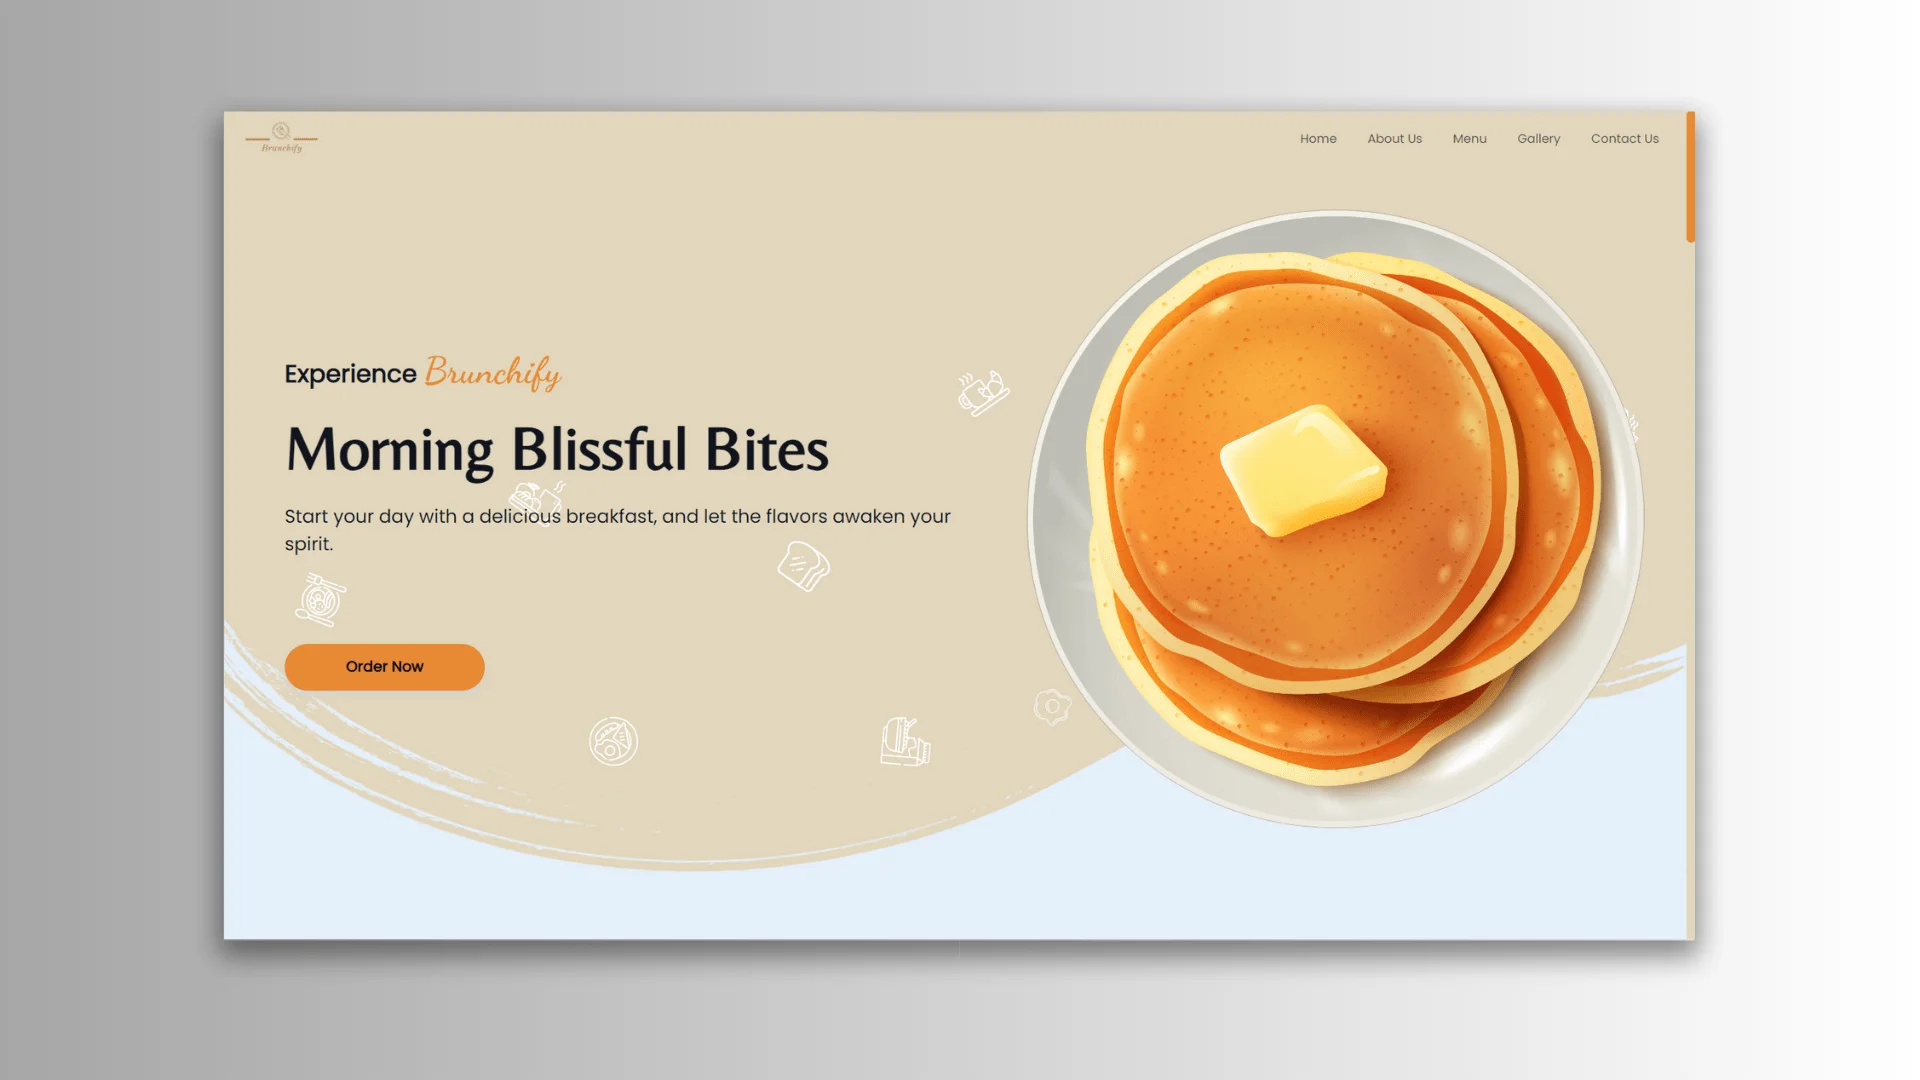 Brunchify
Home About Us Menu Gallery Contact Us
Experience Brunchify
Morning Blissful Bites
Start your day with a delicious breakfast, and let the flavors awaken your
spirit.
Order Now